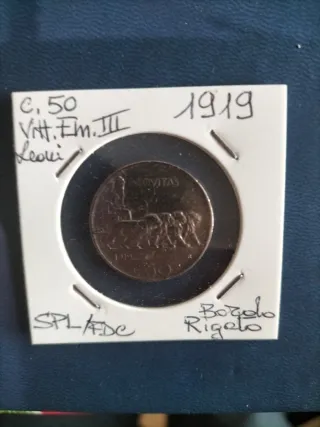 C. 50
Vitt. Em. III
Leoni
1919
SPL/FDC
Bordo
Rigato